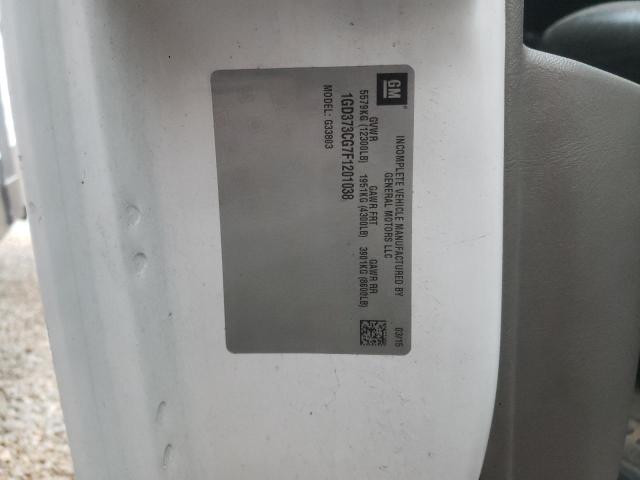 GM
INCOMPLETE VEHICLE MANUFACTURED BY
GENERAL MOTORS LLC
03/15
GVWR GAWR FRT GAWR RR
5579KG (12300LB) 1951KG (4300LB) 3901KG (8600LB)
1GD373CG7F1201038
MODEL: G33803